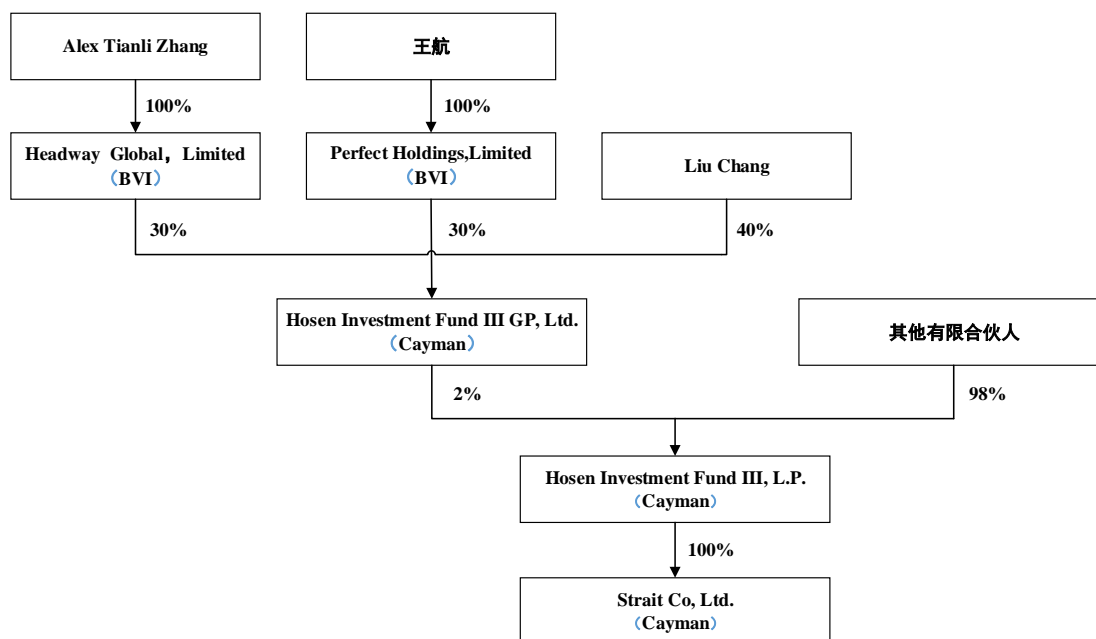 Alex Tianli Zhang
王航
100%
100%
Headway Global，Limited
（BVI）
Perfect Holdings,Limited
（BVI）
Liu Chang
30%
30%
40%
Hosen Investment Fund III GP, Ltd.
（Cayman）
其他有限合伙人
2%
98%
Hosen Investment Fund III, L.P.
（Cayman）
100%
Strait Co, Ltd.
（Cayman）